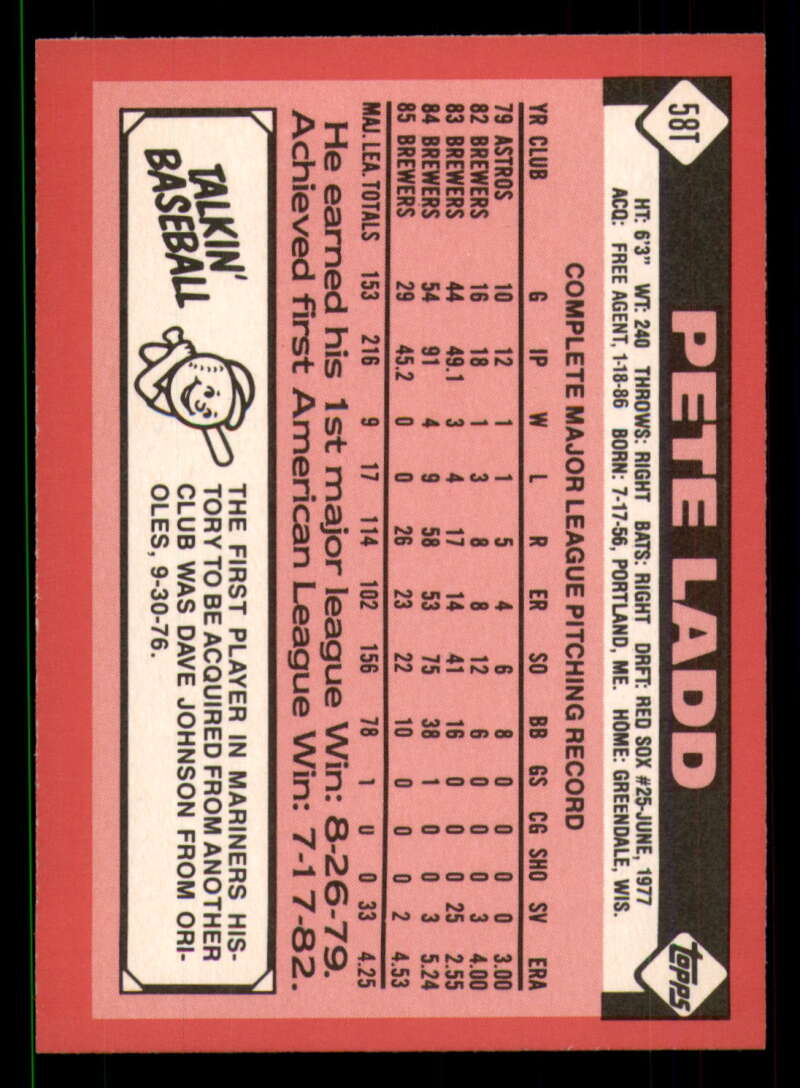 58T
PETE LADD
topps
HT: 6'3" WT: 240 THROWS: RIGHT BATS: RIGHT DRFT: RED SOX #25-JUNE, 1977
ACQ: FREE AGENT, 1-18-86 BORN: 7-17-56, PORTLAND, ME. HOME: GREENDALE, WIS.
COMPLETE MAJOR LEAGUE PITCHING RECORD
YR CLUB G IP W L R ER SO BB GS CG SHO SV ERA
79 ASTROS 10 12 1 1 5 4 6 8 0 0 0 0 3.00
82 BREWERS 16 18 1 3 8 8 12 6 0 0 0 3 4.00
83 BREWERS 44 49.1 3 4 17 14 41 16 0 0 0 25 2.55
84 BREWERS 54 91 4 9 58 53 75 38 1 0 0 3 5.24
85 BREWERS 29 45.2 0 0 26 23 22 10 0 0 0 2 4.53
MAJ. LEA. TOTALS 153 216 9 17 114 102 156 78 1 0 0 33 4.25
He earned his 1st major league Win: 8-26-79.
Achieved first American League Win: 7-17-82.
TALKIN'
BASEBALL
THE FIRST PLAYER IN MARINERS HIS-
TORY TO BE ACQUIRED FROM ANOTHER
CLUB WAS DAVE JOHNSON FROM ORI-
OLES, 9-30-76.